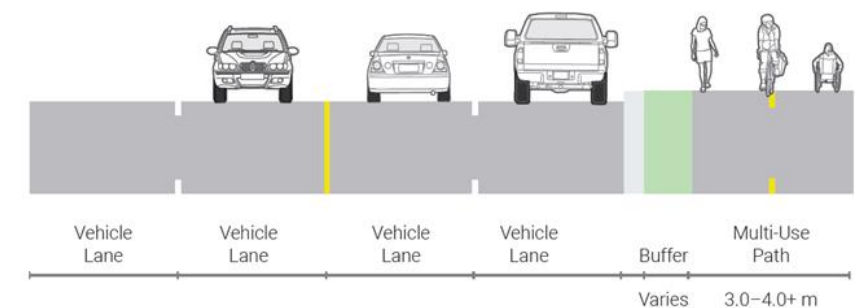 Vehicle
Lane
Vehicle
Lane
Vehicle
Lane
Vehicle
Lane
Buffer
Multi-Use
Path
Varies
3.0–4.0+ m